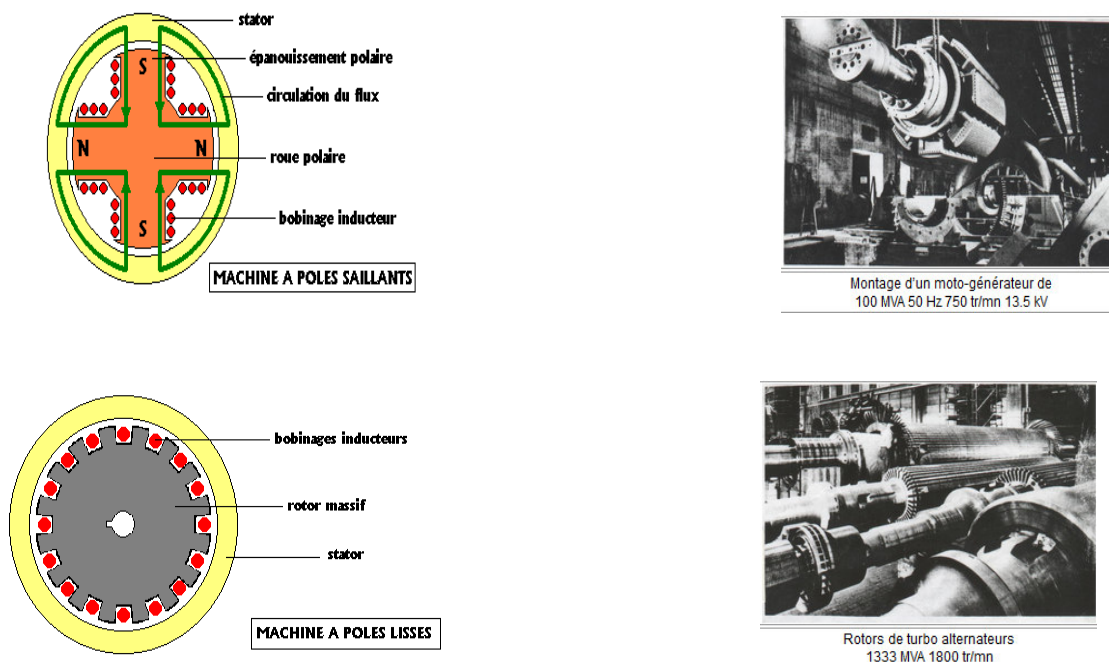 stator
épanouissement polaire
S
circulation du flux
N
N
roue polaire
bobinage inducteur
S
MACHINE A POLES SAILLANTS
Montage d'un moto-générateur de
100 MVA 50 Hz 750 tr/mn 13.5 kV
bobinages inducteurs
rotor massif
stator
MACHINE A POLES LISSES
Rotors de turbo alternateurs
1333 MVA 1800 tr/mn